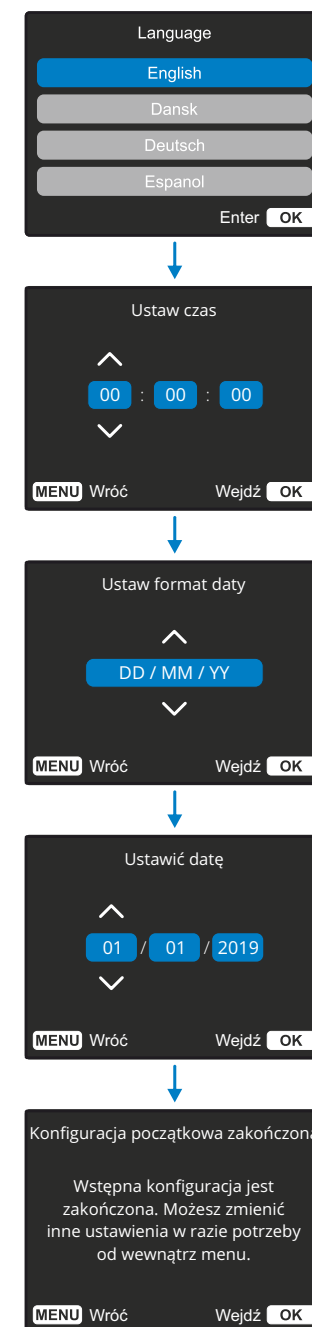 Language
English
Dansk
Deutsch
Espanol
Enter OK
Ustaw czas
00 : 00 : 00
MENU Wróć Wejdź OK
Ustaw format daty
DD / MM / YY
MENU Wróć Wejdź OK
Ustawić datę
01 / 01 / 2019
MENU Wróć Wejdź OK
Konfiguracja początkowa zakończona
Wstępna konfiguracja jest
zakończona. Możesz zmienić
inne ustawienia w razie potrzeby
od wewnątrz menu.
MENU Wróć Wejdź OK